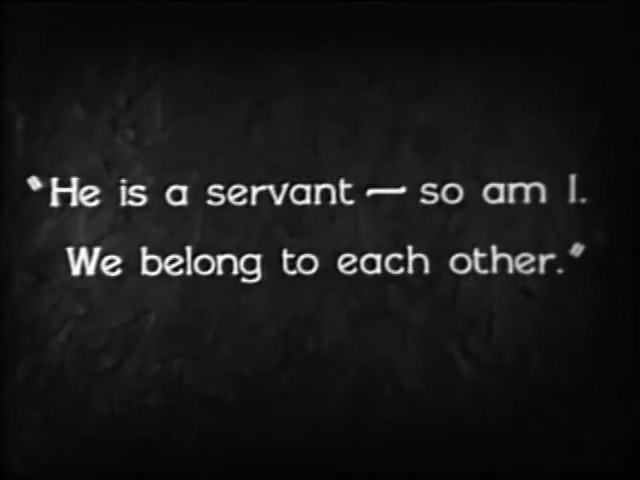 "He is a servant — so am I.
We belong to each other."